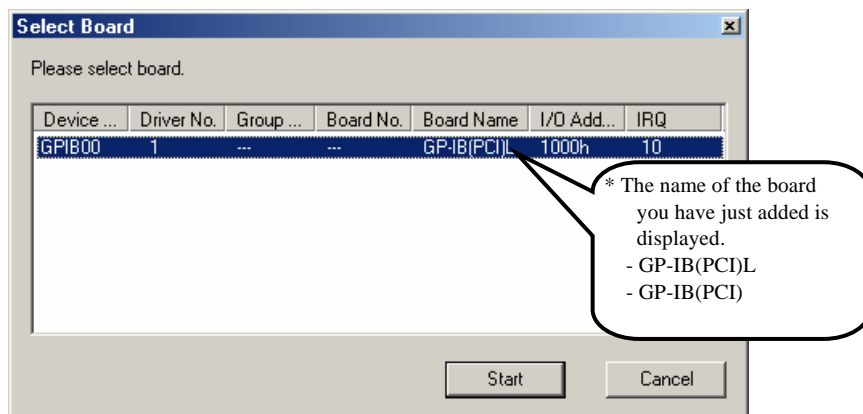 Select Board
Please select board.
Device ... Driver No. Group ... Board No. Board Name I/O Add... IRQ
GPIB00 1 --- --- GP-IB(PCI)L 1000h 10
* The name of the board
you have just added is
displayed.
- GP-IB(PCI)L
- GP-IB(PCI)
Start Cancel